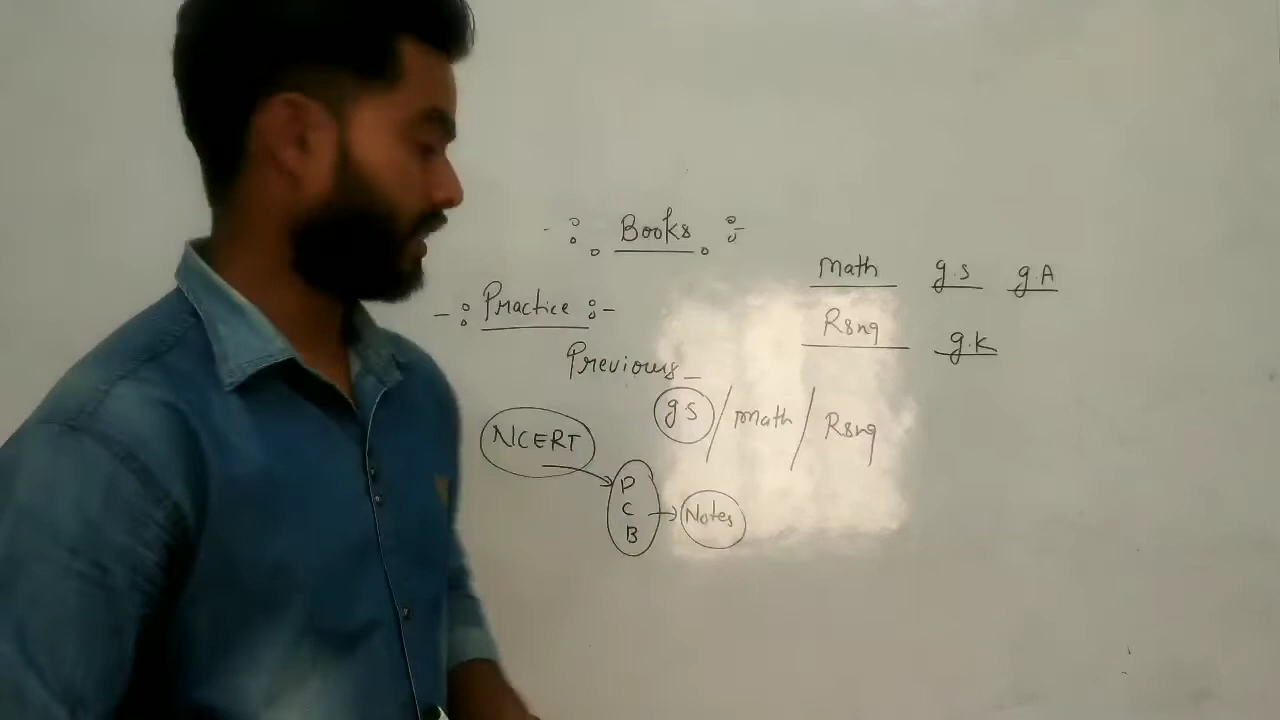 -: Books :-
Math g.s g.A
-: Practice :-
Rsng g.k
Previous
gs / math / Rsng
NCERT
P
C
B
Notes